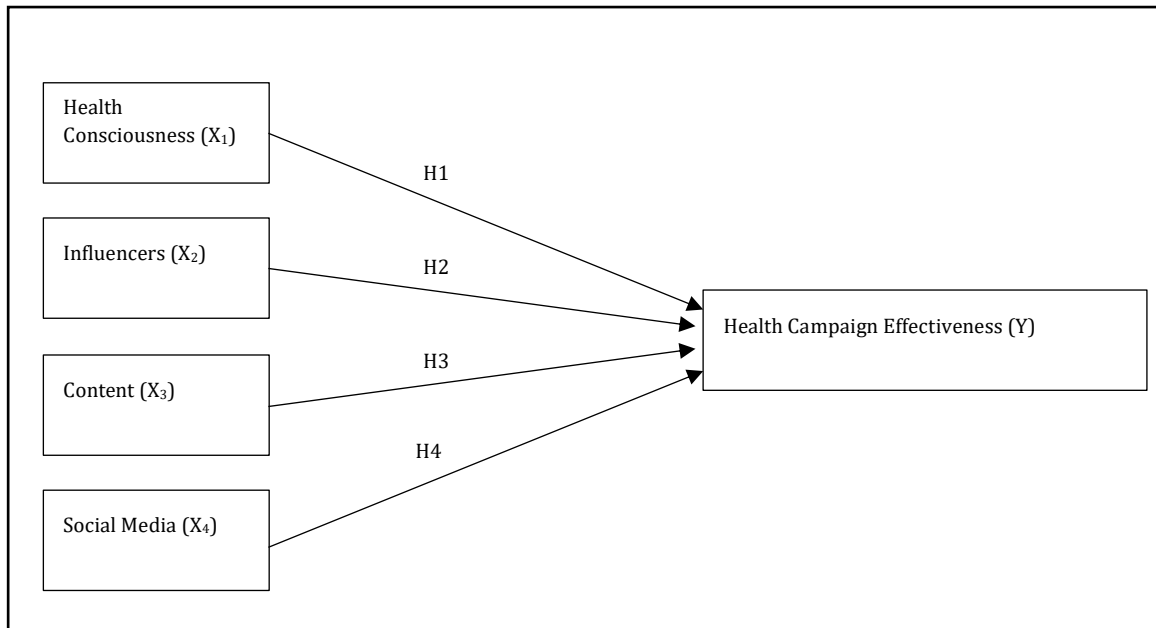 Health
Consciousness (X₁)
H1
Influencers (X₂)
H2
Health Campaign Effectiveness (Y)
Content (X₃)
H3
H4
Social Media (X₄)